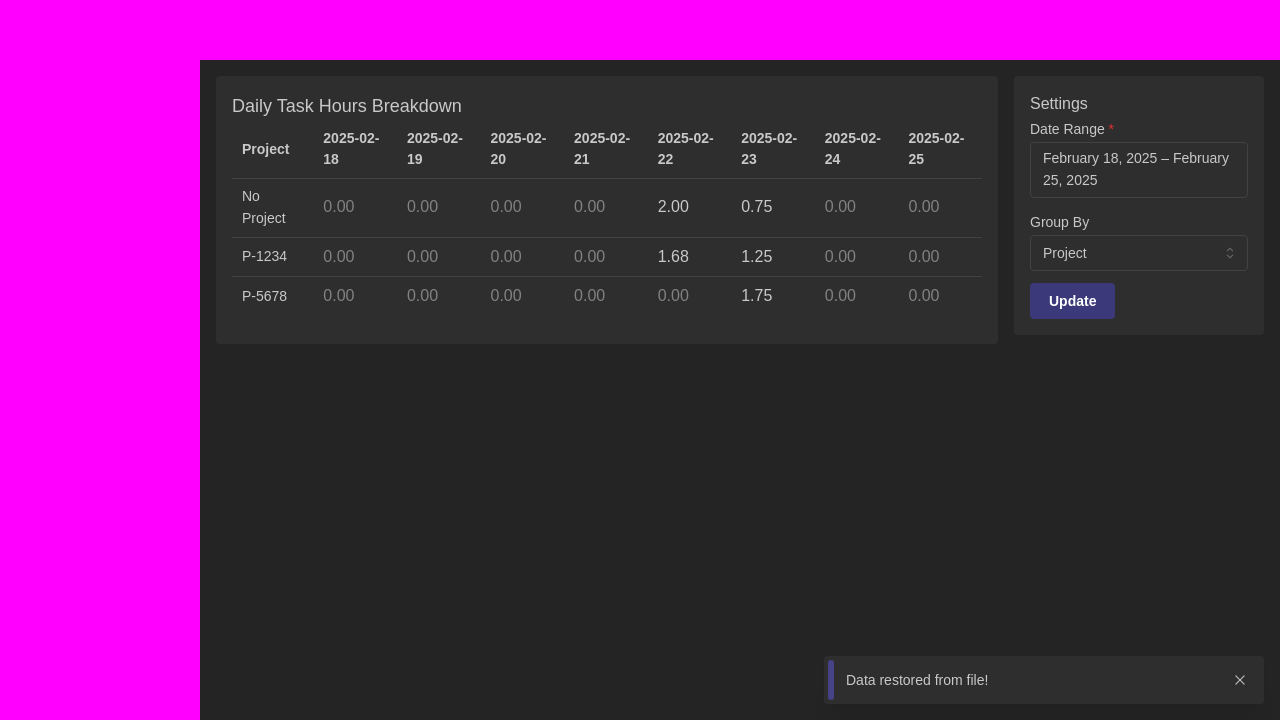 Daily Task Hours Breakdown
Project 2025-02-18 2025-02-19 2025-02-20 2025-02-21 2025-02-22 2025-02-23 2025-02-24 2025-02-25
No Project 0.00 0.00 0.00 0.00 2.00 0.75 0.00 0.00
P-1234 0.00 0.00 0.00 0.00 1.68 1.25 0.00 0.00
P-5678 0.00 0.00 0.00 0.00 0.00 1.75 0.00 0.00
Settings
Date Range *
February 18, 2025 – February
25, 2025
Group By
Project
Update
Data restored from file!